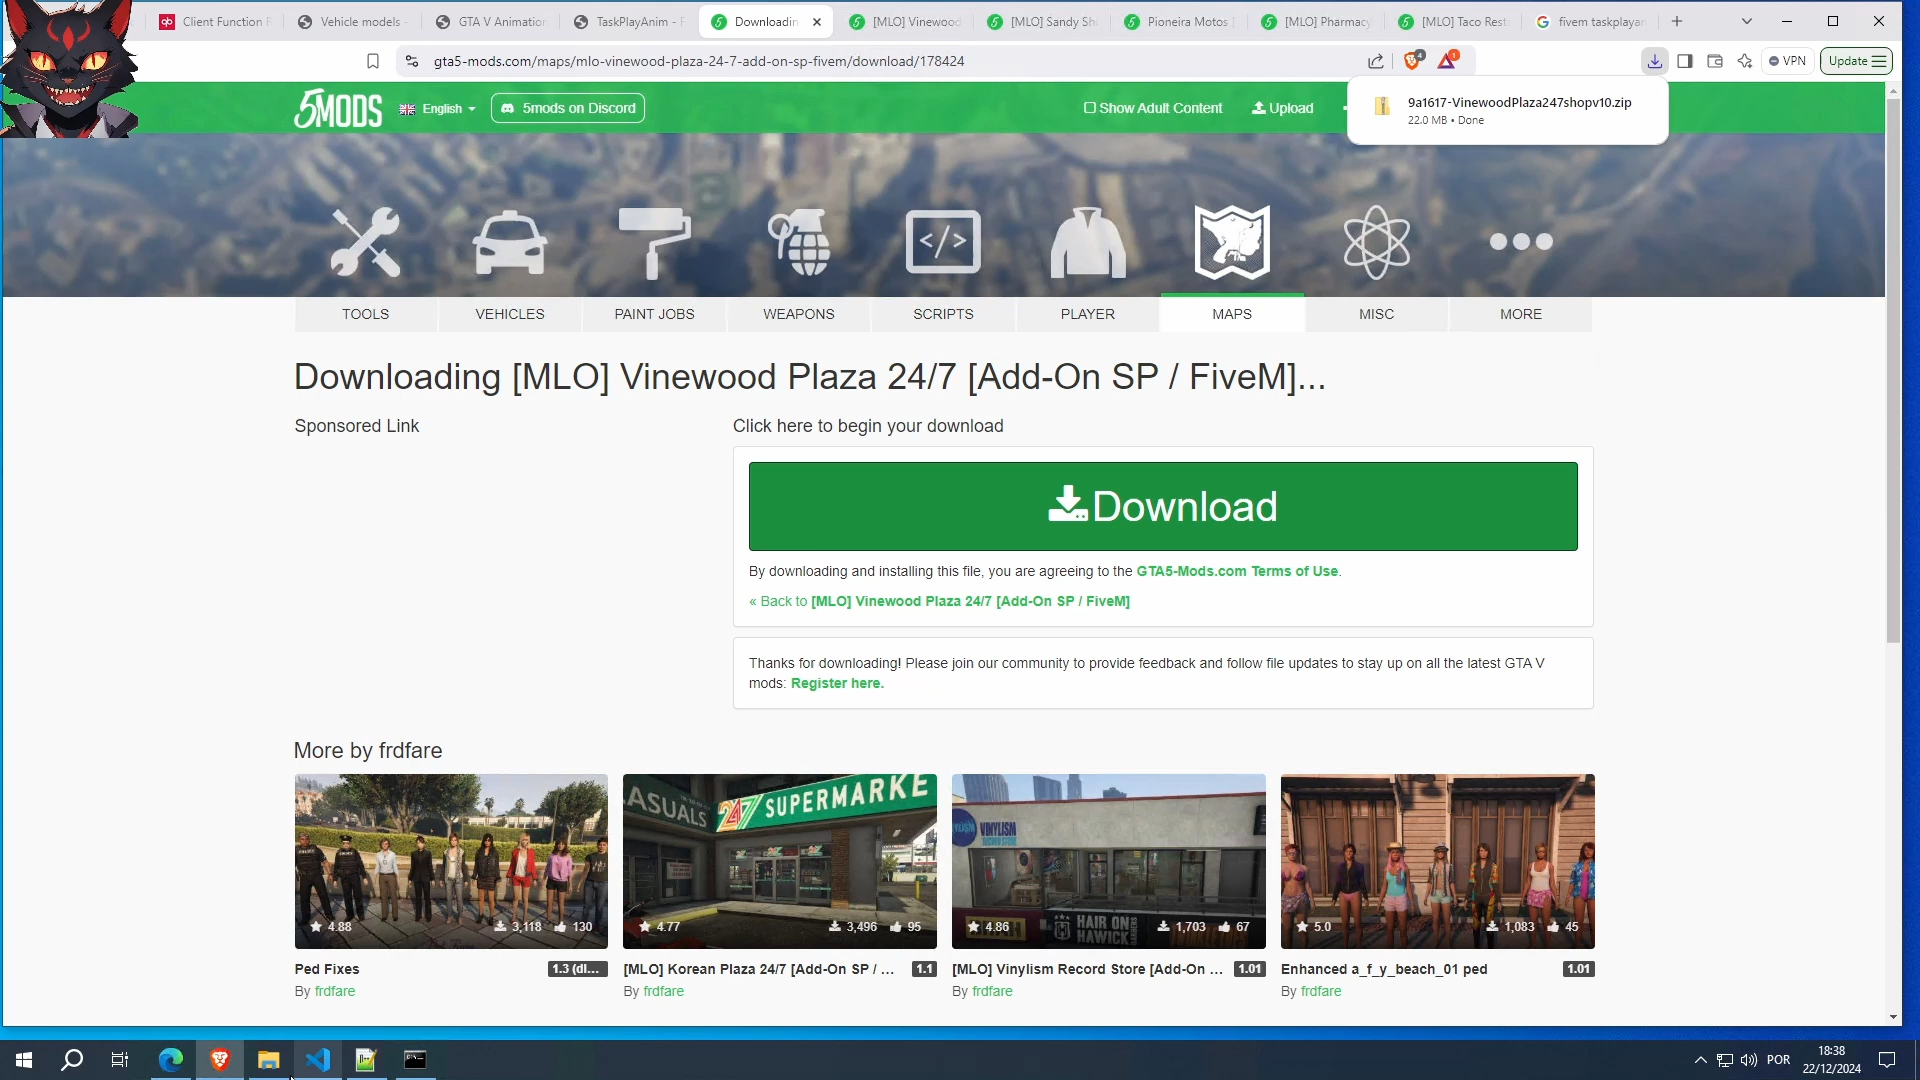 Client Function R
Vehicle models -
GTA V Animation
TaskPlayAnim - F
Downloadin
[MLO] Vinewood
[MLO] Sandy Sh
Pioneira Motos [
[MLO] Pharmacy
[MLO] Taco Rest
fivem taskplayan
gta5-mods.com/maps/mlo-vinewood-plaza-24-7-add-on-sp-fivem/download/178424
4
1
VPN
Update
9a1617-VinewoodPlaza247shopv10.zip
22.0 MB • Done
5MODS
English
5mods on Discord
Show Adult Content
Upload
TOOLS
VEHICLES
PAINT JOBS
WEAPONS
SCRIPTS
PLAYER
MAPS
MISC
MORE
Downloading [MLO] Vinewood Plaza 24/7 [Add-On SP / FiveM]...
Sponsored Link
Click here to begin your download
Download
By downloading and installing this file, you are agreeing to the GTA5-Mods.com Terms of Use.
« Back to [MLO] Vinewood Plaza 24/7 [Add-On SP / FiveM]
Thanks for downloading! Please join our community to provide feedback and follow file updates to stay up on all the latest GTA V
mods: Register here.
More by frdfare
CASUALS
24/7 SUPERMARKE
VINYLISM
HAIR ON
HAWICK
4.88
3,118
130
4.77
3,496
95
4.86
1,703
67
5.0
1,083
45
Ped Fixes
1.3 (dl...
[MLO] Korean Plaza 24/7 [Add-On SP / ...
1.1
[MLO] Vinylism Record Store [Add-On ...
1.01
Enhanced a_f_y_beach_01 ped
1.01
By frdfare
By frdfare
By frdfare
By frdfare
POR
18:38
22/12/2024